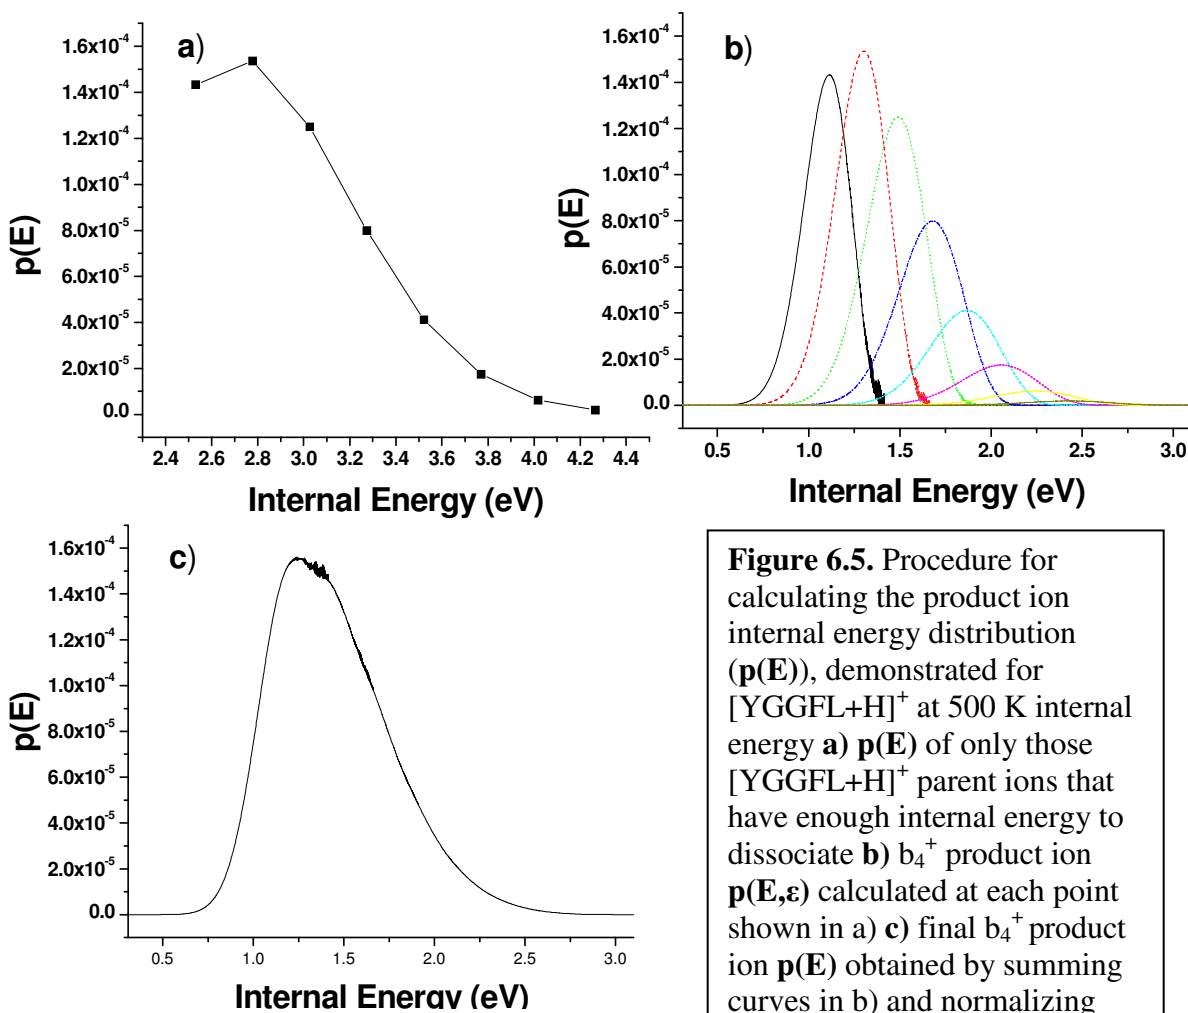 a)
1.6x10⁻⁴
1.4x10⁻⁴
1.2x10⁻⁴
1.0x10⁻⁴
8.0x10⁻⁵
6.0x10⁻⁵
4.0x10⁻⁵
2.0x10⁻⁵
0.0
p(E)
2.4 2.6 2.8 3.0 3.2 3.4 3.6 3.8 4.0 4.2 4.4
Internal Energy (eV)
b)
1.6x10⁻⁴
1.4x10⁻⁴
1.2x10⁻⁴
1.0x10⁻⁴
8.0x10⁻⁵
6.0x10⁻⁵
4.0x10⁻⁵
2.0x10⁻⁵
0.0
p(E)
0.5 1.0 1.5 2.0 2.5 3.0
Internal Energy (eV)
c)
1.6x10⁻⁴
1.4x10⁻⁴
1.2x10⁻⁴
1.0x10⁻⁴
8.0x10⁻⁵
6.0x10⁻⁵
4.0x10⁻⁵
2.0x10⁻⁵
0.0
p(E)
0.5 1.0 1.5 2.0 2.5 3.0
Internal Energy (eV)
Figure 6.5. Procedure for
calculating the product ion
internal energy distribution
(p(E)), demonstrated for
[YGGFL+H]⁺ at 500 K internal
energy a) p(E) of only those
[YGGFL+H]⁺ parent ions that
have enough internal energy to
dissociate b) b₄⁺ product ion
p(E,ε) calculated at each point
shown in a) c) final b₄⁺ product
ion p(E) obtained by summing
curves in b) and normalizing